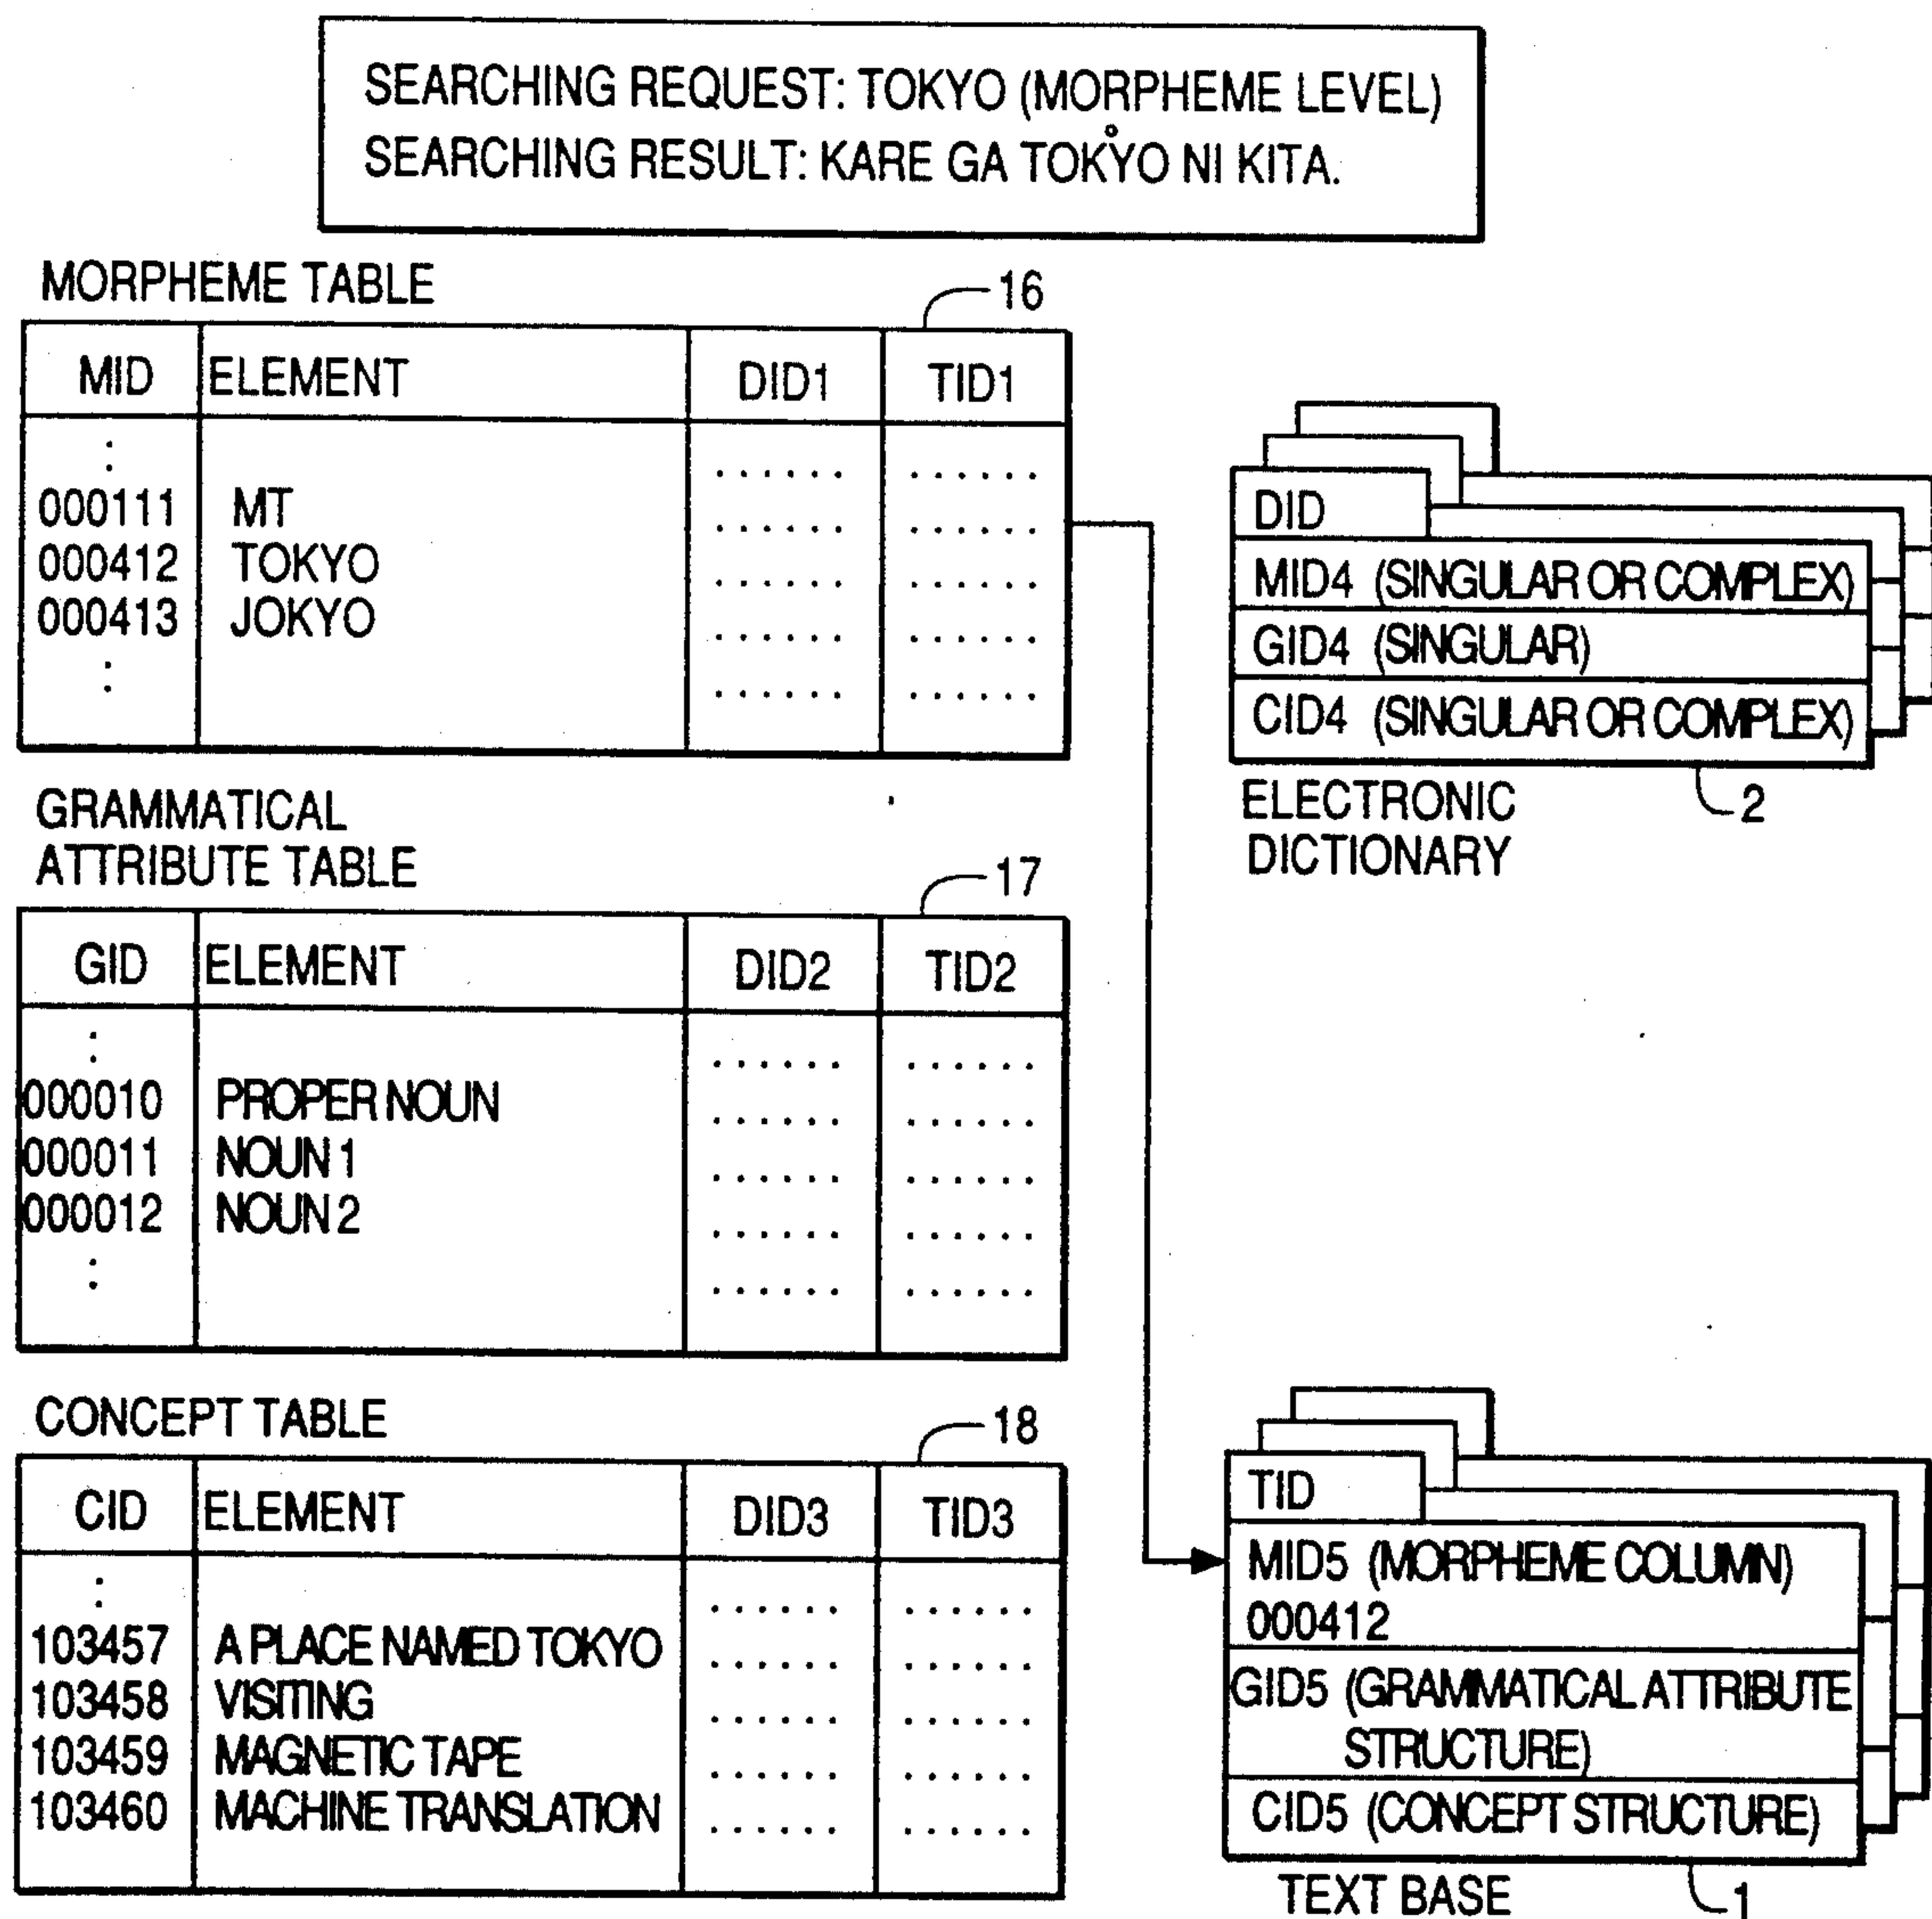 SEARCHING REQUEST: TOKYO (MORPHEME LEVEL)
SEARCHING RESULT: KARE GA TOKYO NI KITA.
MORPHEME TABLE
16
MID ELEMENT DID1 TID1
: ...... ......
000111 MT ...... ......
000412 TOKYO ...... ......
000413 JOKYO ...... ......
: ...... ......
GRAMMATICAL
ATTRIBUTE TABLE
17
GID ELEMENT DID2 TID2
: ...... ......
000010 PROPER NOUN ...... ......
000011 NOUN 1 ...... ......
000012 NOUN 2 ...... ......
: ...... ......
CONCEPT TABLE
18
CID ELEMENT DID3 TID3
: ...... ......
103457 A PLACE NAMED TOKYO ...... ......
103458 VISITING ...... ......
103459 MAGNETIC TAPE ...... ......
103460 MACHINE TRANSLATION ...... ......
DID
MID4 (SINGULAR OR COMPLEX)
GID4 (SINGULAR)
CID4 (SINGULAR OR COMPLEX)
ELECTRONIC
DICTIONARY
2
TID
MID5 (MORPHEME COLUMN)
000412
GID5 (GRAMMATICAL ATTRIBUTE
STRUCTURE)
CID5 (CONCEPT STRUCTURE)
TEXT BASE
1